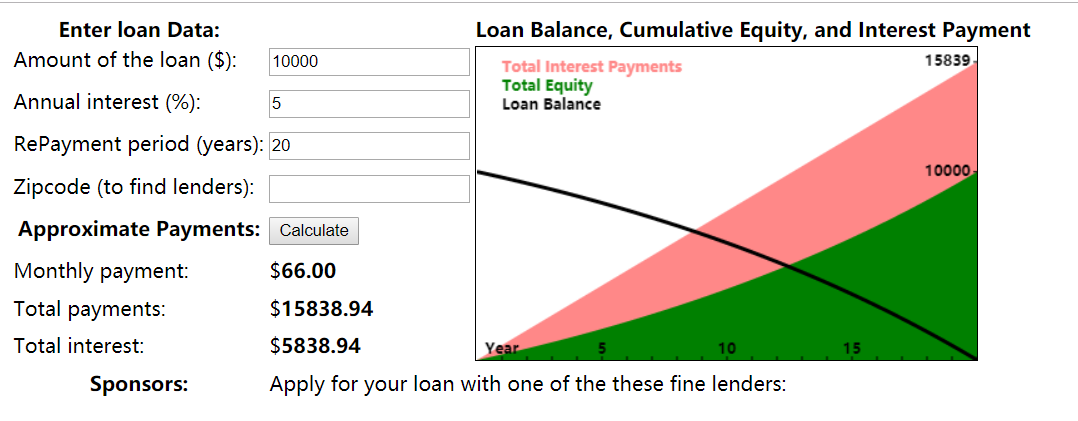 Enter loan Data:
Amount of the loan ($): 10000
Annual interest (%): 5
RePayment period (years): 20
Zipcode (to find lenders):
Approximate Payments: Calculate
Monthly payment: $66.00
Total payments: $15838.94
Total interest: $5838.94
Sponsors: Apply for your loan with one of the these fine lenders:
Loan Balance, Cumulative Equity, and Interest Payment
Total Interest Payments
Total Equity
Loan Balance
15839
10000
Year 5 10 15